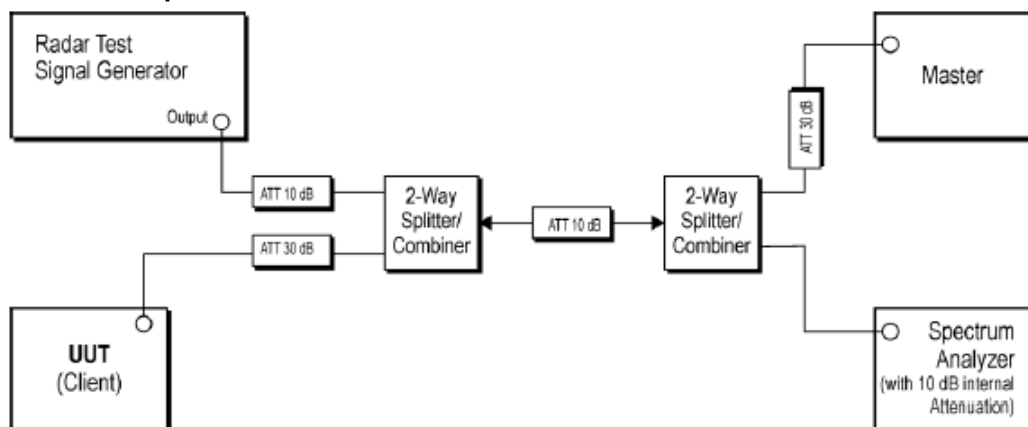 Radar Test
Signal Generator
Output
ATT 10 dB
ATT 30 dB
2-Way
Splitter/
Combiner
ATT 10 dB
2-Way
Splitter/
Combiner
ATT 30 dB
Master
UUT
(Client)
Spectrum
Analyzer
(with 10 dB internal
Attenuation)